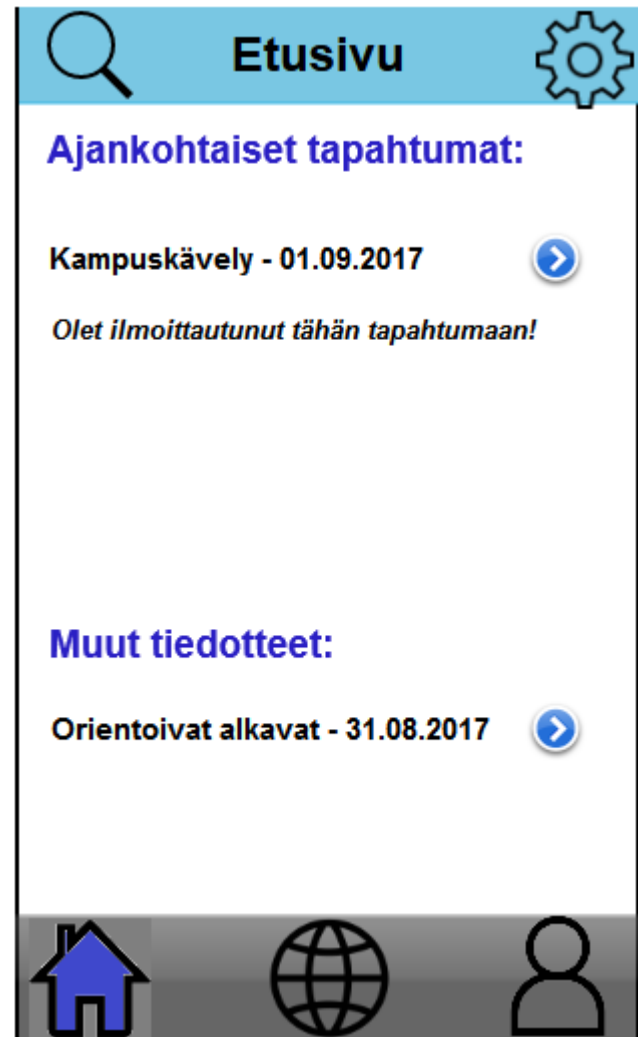 Etusivu
Ajankohtaiset tapahtumat:
Kampuskävely - 01.09.2017
Olet ilmoittautunut tähän tapahtumaan!
Muut tiedotteet:
Orientoivat alkavat - 31.08.2017